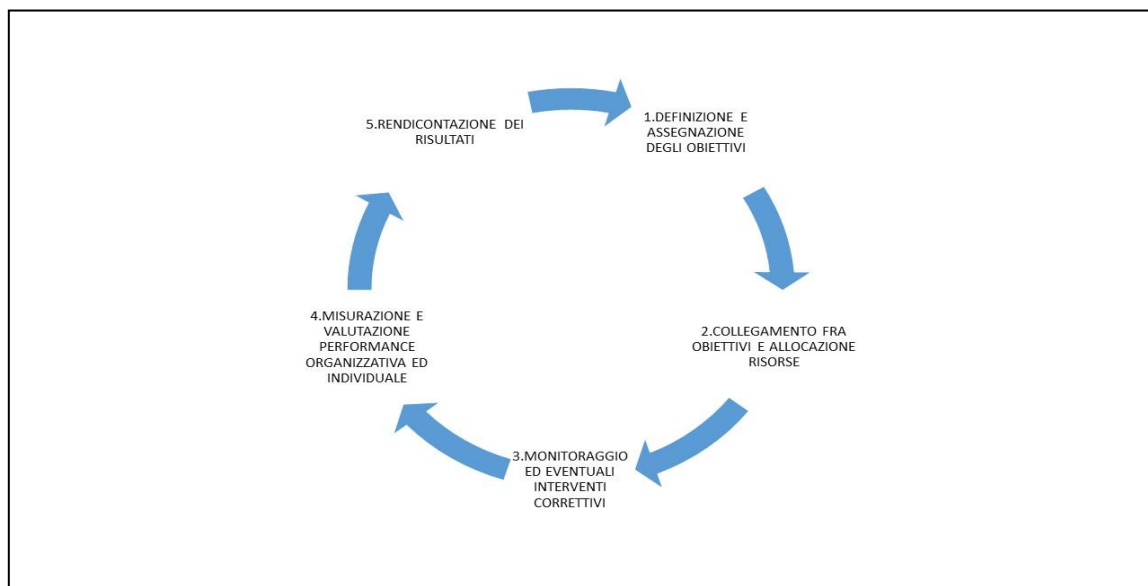 1.DEFINIZIONE E
ASSEGNAZIONE
DEGLI OBIETTIVI
2.COLLEGAMENTO FRA
OBIETTIVI E ALLOCAZIONE
RISORSE
3.MONITORAGGIO
ED EVENTUALI
INTERVENTI
CORRETTIVI
4.MISURAZIONE E
VALUTAZIONE
PERFORMANCE
ORGANIZZATIVA ED
INDIVIDUALE
5.RENDICONTAZIONE DEI
RISULTATI